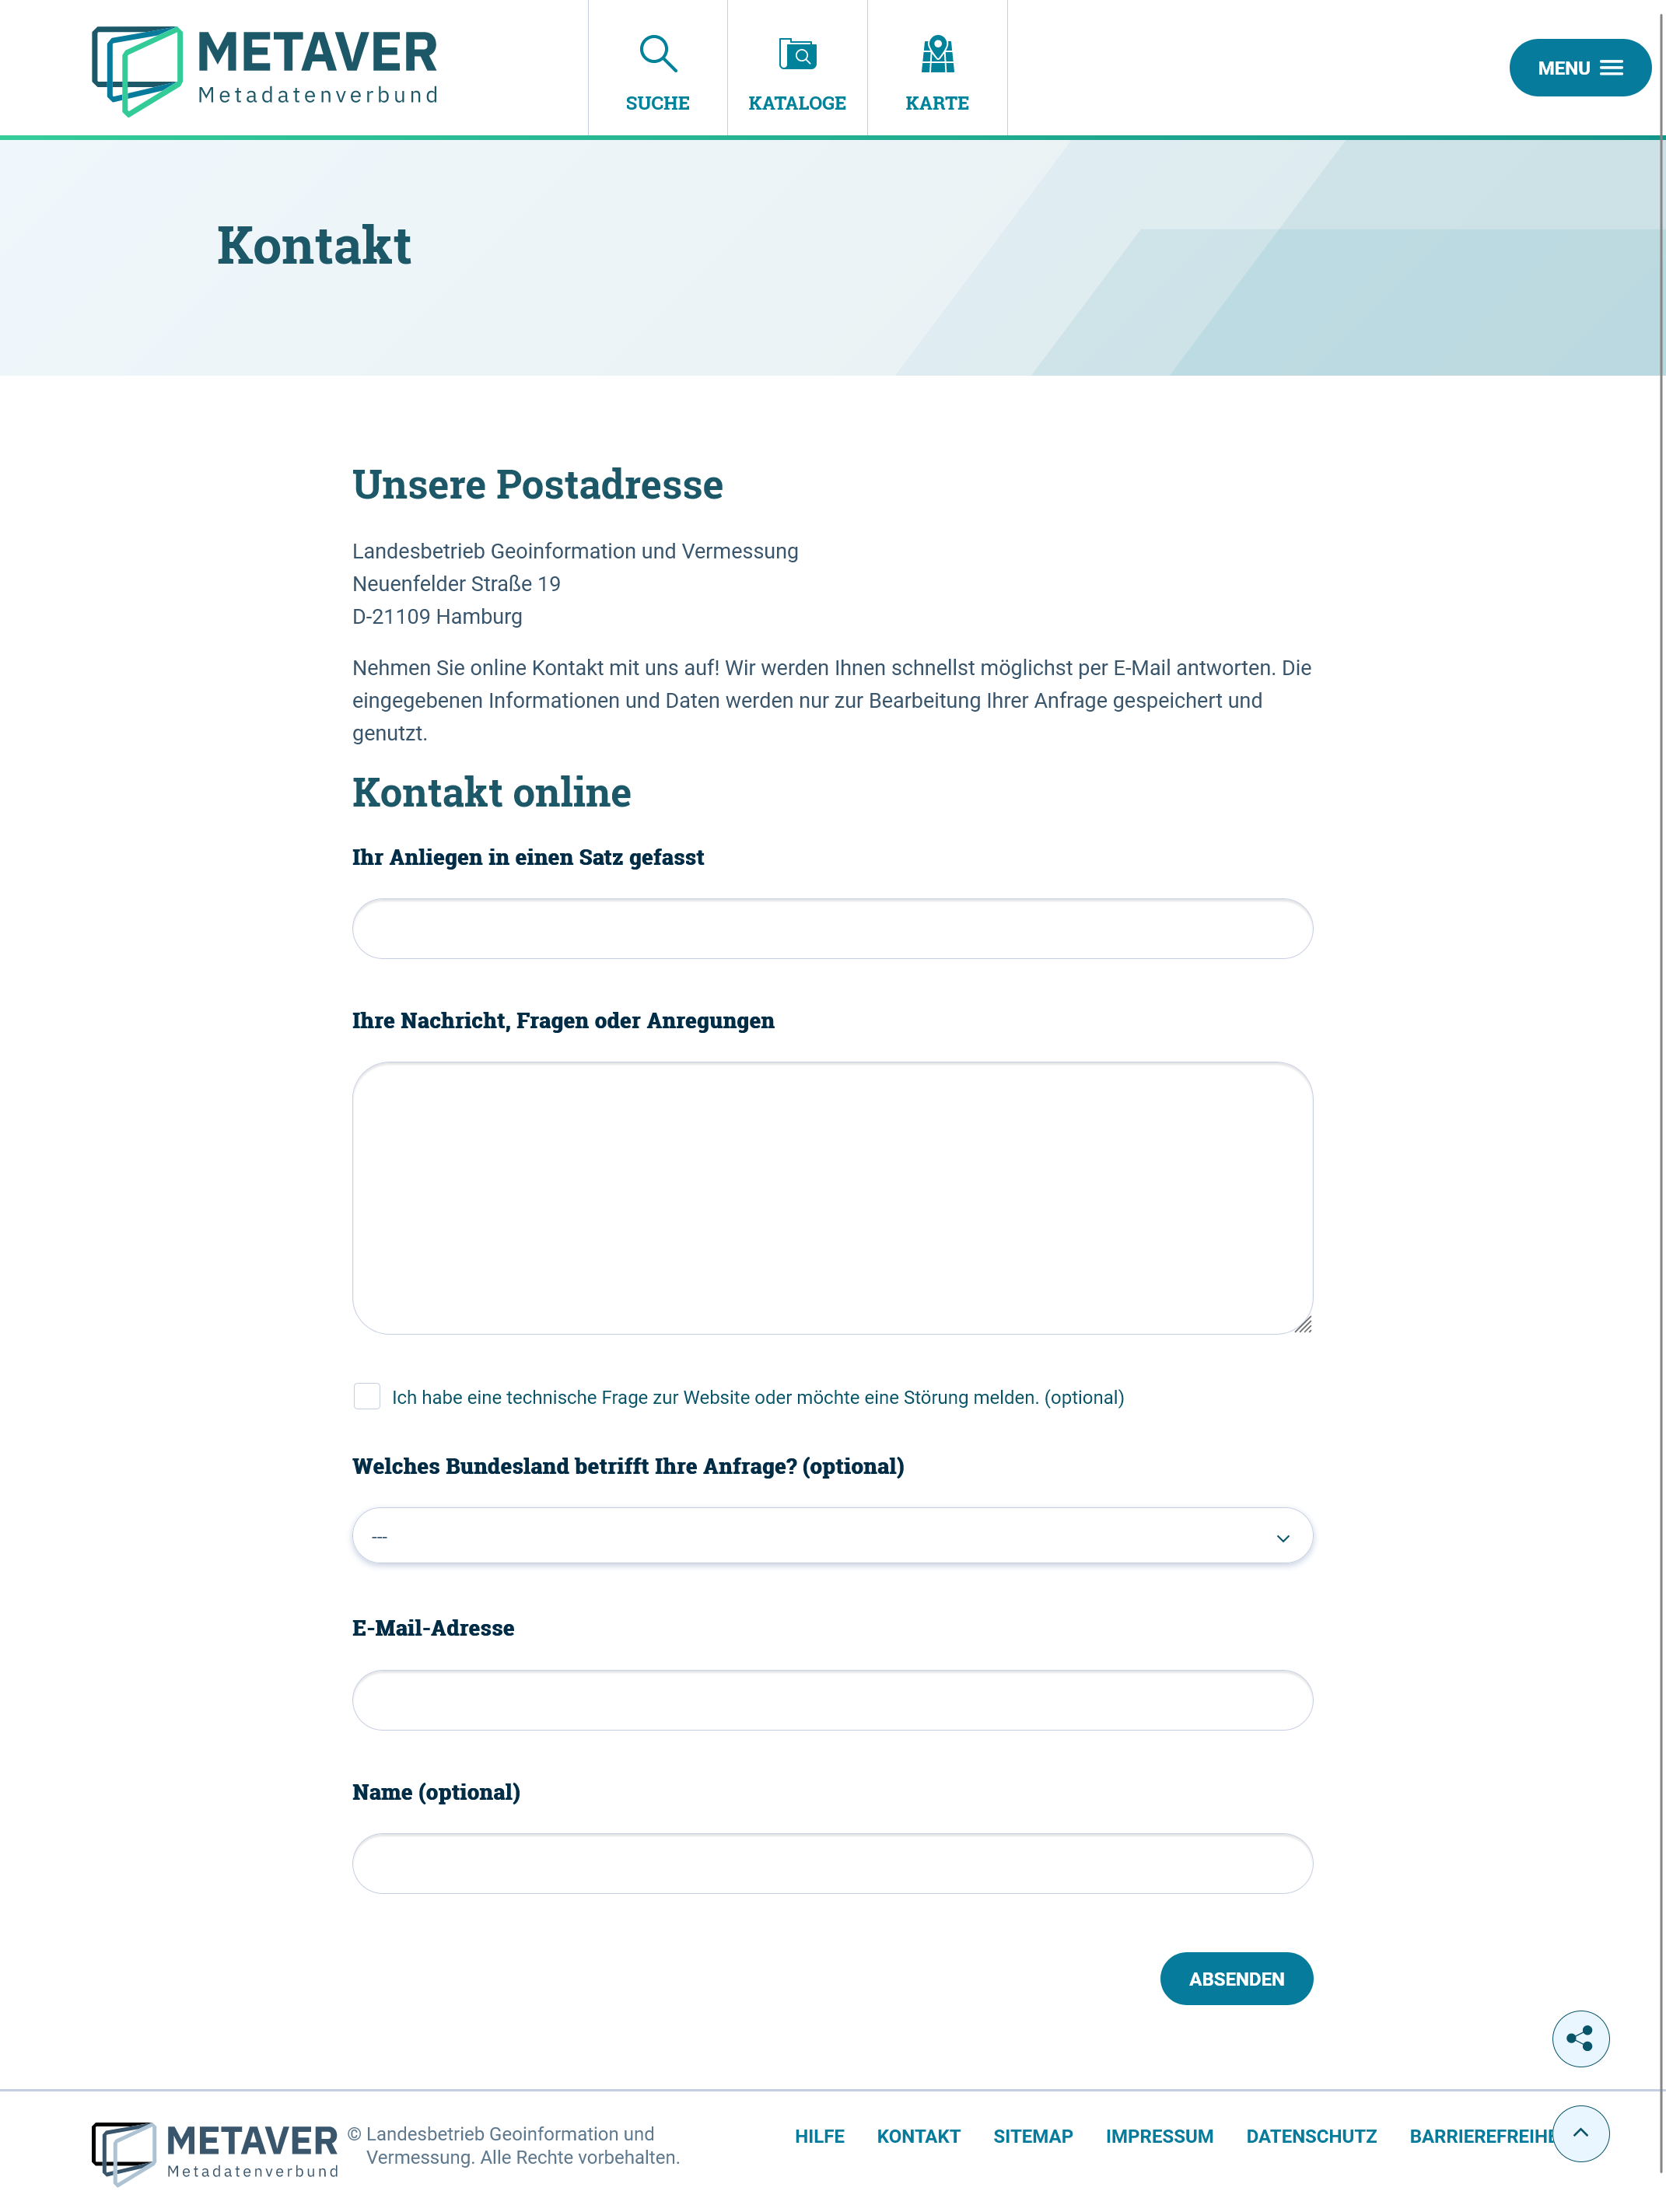 METAVER
Metadatenverbund
SUCHE
KATALOGE
KARTE
MENU
Kontakt
Unsere Postadresse
Landesbetrieb Geoinformation und Vermessung
Neuenfelder Straße 19
D-21109 Hamburg
Nehmen Sie online Kontakt mit uns auf! Wir werden Ihnen schnellst möglichst per E-Mail antworten. Die
eingegebenen Informationen und Daten werden nur zur Bearbeitung Ihrer Anfrage gespeichert und
genutzt.
Kontakt online
Ihr Anliegen in einen Satz gefasst
Ihre Nachricht, Fragen oder Anregungen
Ich habe eine technische Frage zur Website oder möchte eine Störung melden. (optional)
Welches Bundesland betrifft Ihre Anfrage? (optional)
---
E-Mail-Adresse
Name (optional)
ABSENDEN
METAVER
Metadatenverbund
© Landesbetrieb Geoinformation und
Vermessung. Alle Rechte vorbehalten.
HILFE
KONTAKT
SITEMAP
IMPRESSUM
DATENSCHUTZ